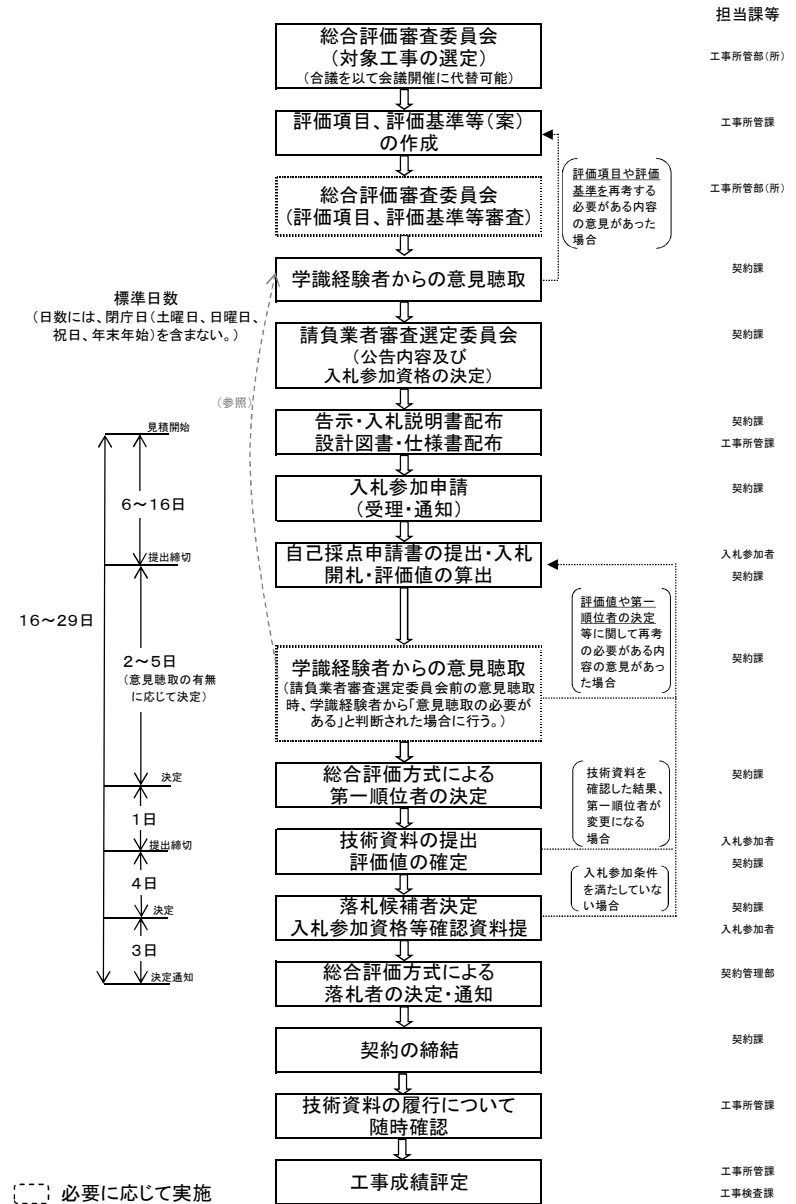 担当課等
総合評価審査委員会
(対象工事の選定)
(合議を以て会議開催に代替可能)
工事所管部(所)
評価項目、評価基準等(案)
の作成
工事所管課
総合評価審査委員会
(評価項目、評価基準等審査)
工事所管部(所)
評価項目や評価
基準を再考する
必要がある内容
の意見があった
場合
学識経験者からの意見聴取
契約課
標準日数
(日数には、閉庁日(土曜日、日曜日、
祝日、年末年始)を含まない。)
請負業者審査選定委員会
(公告内容及び
入札参加資格の決定)
契約課
(参照)
告示・入札説明書配布
設計図書・仕様書配布
契約課
工事所管課
見積開始
入札参加申請
(受理・通知)
契約課
6~16日
提出締切
自己採点申請書の提出・入札
開札・評価値の算出
入札参加者
契約課
16~29日
評価値や第一
順位者の決定
等に関して再考
の必要がある内
容の意見があっ
た場合
2~5日
(意見聴取の有無
に応じて決定)
学識経験者からの意見聴取
(請負業者審査選定委員会前の意見聴取
時、学識経験者から「意見聴取の必要が
ある」と判断された場合に行う。)
契約課
決定
総合評価方式による
第一順位者の決定
契約課
技術資料を
確認した結果、
第一順位者が
変更になる
場合
1日
提出締切
技術資料の提出
評価値の確定
入札参加者
契約課
4日
入札参加条件
を満たしていな
い場合
決定
落札候補者決定
入札参加資格等確認資料提
契約課
入札参加者
3日
決定通知
総合評価方式による
落札者の決定・通知
契約管理部
契約の締結
契約課
技術資料の履行について
随時確認
工事所管課
工事成績評定
工事所管課
工事検査課
必要に応じて実施